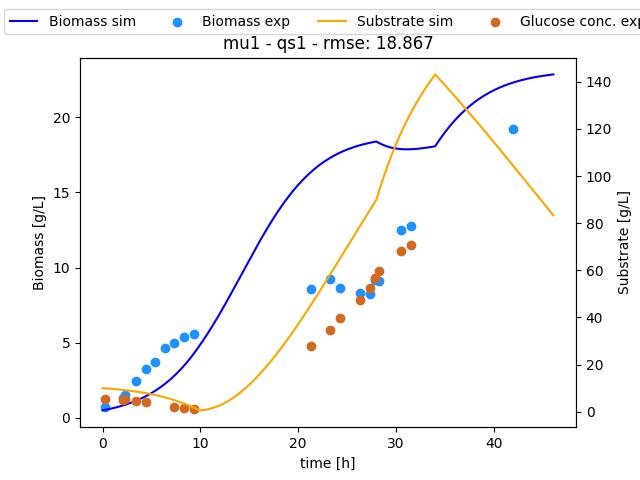 Biomass sim Biomass exp Substrate sim Glucose conc. exp
mu1 - qs1 - rmse: 18.867
20
15
10
5
0
Biomass [g/L]
140
120
100
80
60
40
20
0
Substrate [g/L]
0 10 20 30 40
time [h]